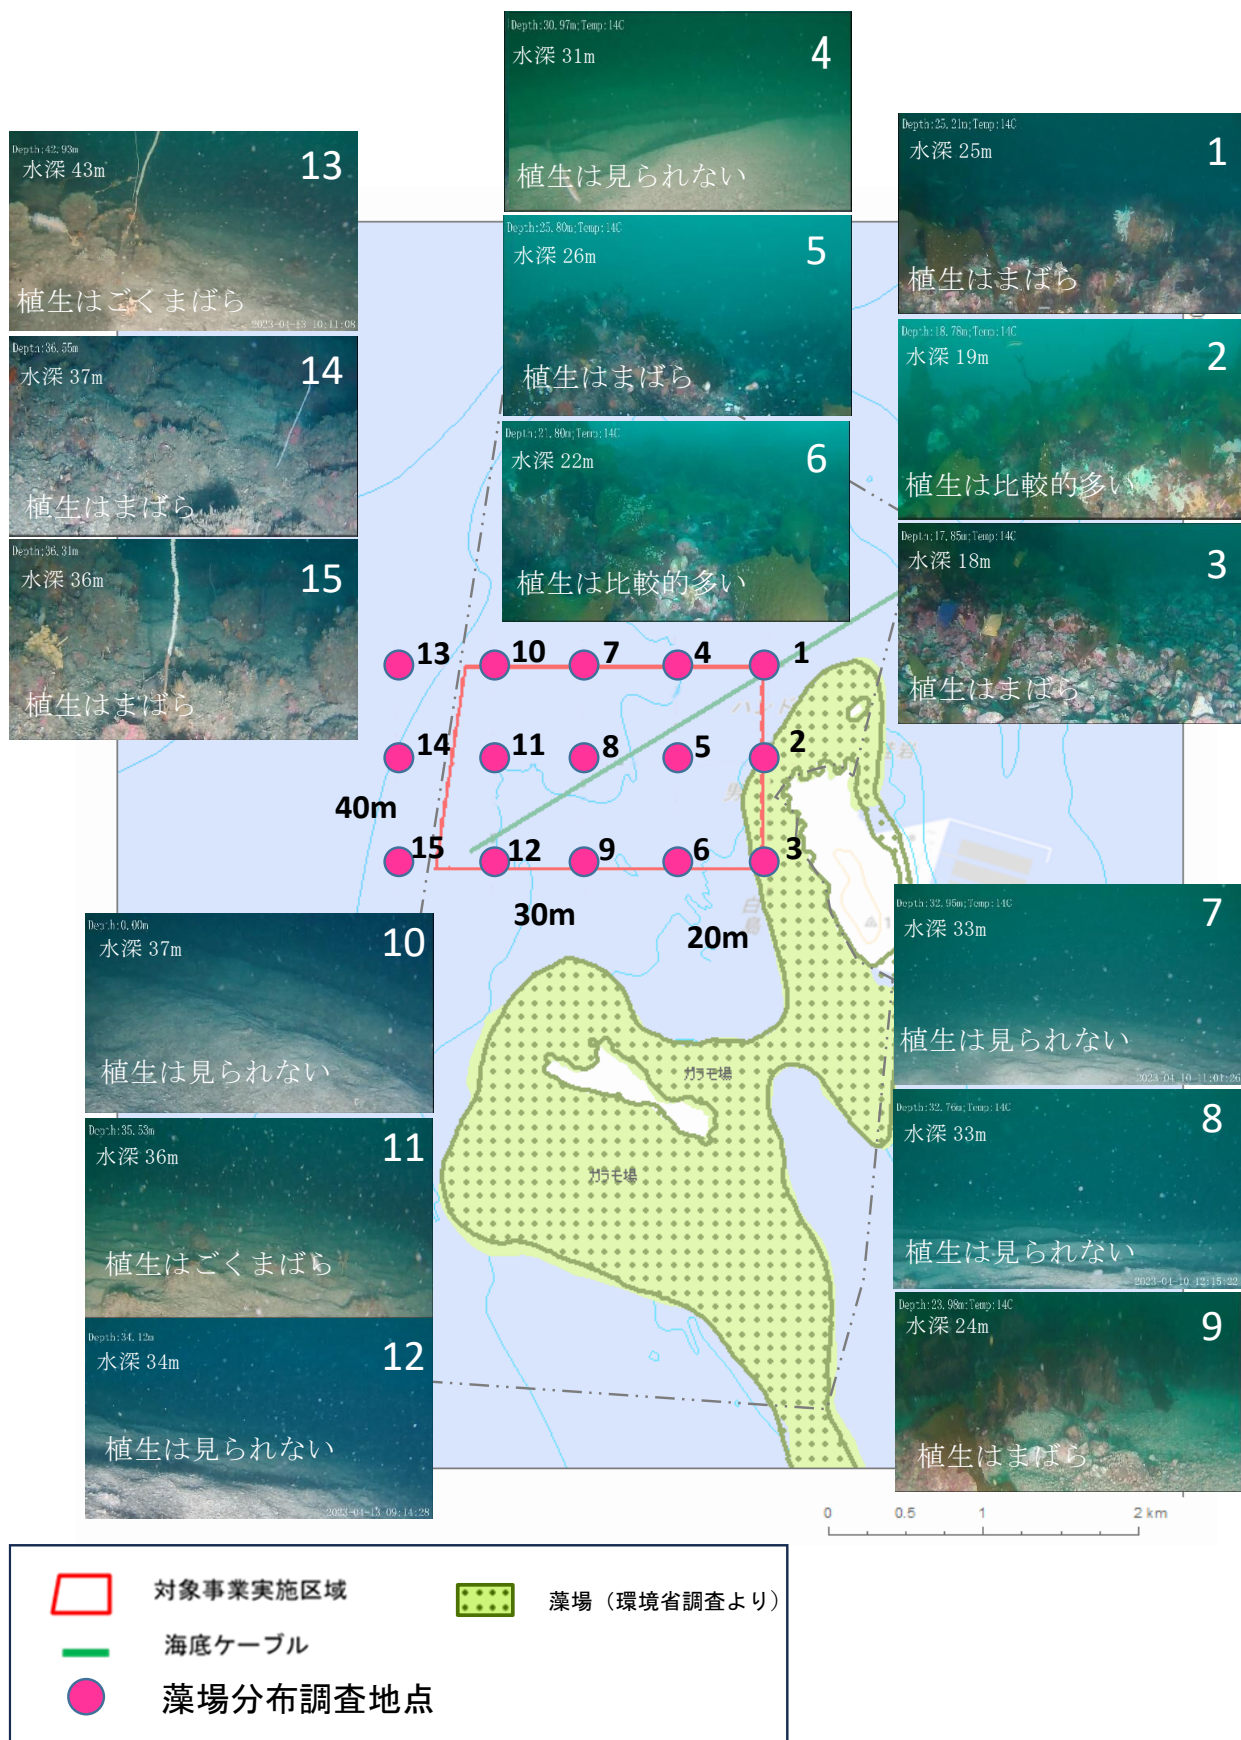 Depth:30.97m;Temp:14C
水深 31m
4
植生は見られない
Depth:25.80m;Temp:14C
水深 26m
5
植生はまばら
Depth:21.80m;Temp:14C
水深 22m
6
植生は比較的多い
Depth:25.21m;Temp:14C
水深 25m
1
植生はまばら
Depth:18.78m;Temp:14C
水深 19m
2
植生は比較的多い
Depth:17.85m;Temp:14C
水深 18m
3
植生はまばら
Depth:42.93m
水深 43m
13
植生はごくまばら
2023-04-13 10:11:08
Depth:36.55m
水深 37m
14
植生はまばら
Depth:36.31m
水深 36m
15
植生はまばら
13
10
7
4
1
14
11
8
5
2
40m
15
12
9
6
3
30m
20m
ガラモ場
ガラモ場
Depth:0.00m
水深 37m
10
植生は見られない
Depth:35.53m
水深 36m
11
植生はごくまばら
Depth:34.12m
水深 34m
12
植生は見られない
2023-04-13 09:14:28
Depth:32.95m;Temp:14C
水深 33m
7
植生は見られない
2023-04-10 11:01:26
Depth:32.76m;Temp:14C
水深 33m
8
植生は見られない
2023-04-10 12:15:22
Depth:23.98m;Temp:14C
水深 24m
9
植生はまばら
0 0.5 1 2 km
対象事業実施区域
藻場（環境省調査より）
海底ケーブル
藻場分布調査地点